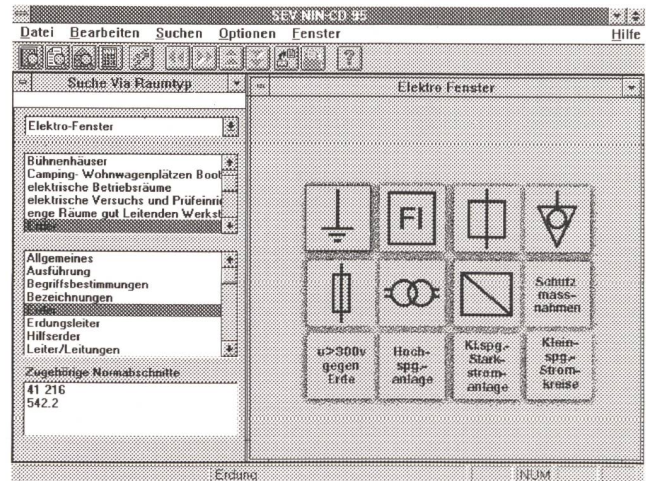 SEV NIN-CD 95
Datei Bearbeiten Suchen Optionen Fenster Hilfe
?
Suche Via Raumtyp
Elektro-Fenster
Bühnenhäuser
Camping- Wohnwagenplätzen Boot
elektrische Betriebsräume
elektrische Versuchs und Prüfeinric
enge Räume gut Leitenden Werkst
Erder
Allgemeines
Ausführung
Begriffsbestimmungen
Bezeichnungen
Erder
Erdungsleiter
Hilfserder
Leiter/Leitungen
Zugehörige Normabschnitte
41 216
542.2
Elektro Fenster
FI
Schutz
mass-
nahmen
u>300v
gegen
Erde
Hoch-
spg.-
anlage
Kl.spg.-
Stark-
strom-
anlage
Klein-
spg.-
Strom-
kreise
Erdung
NUM